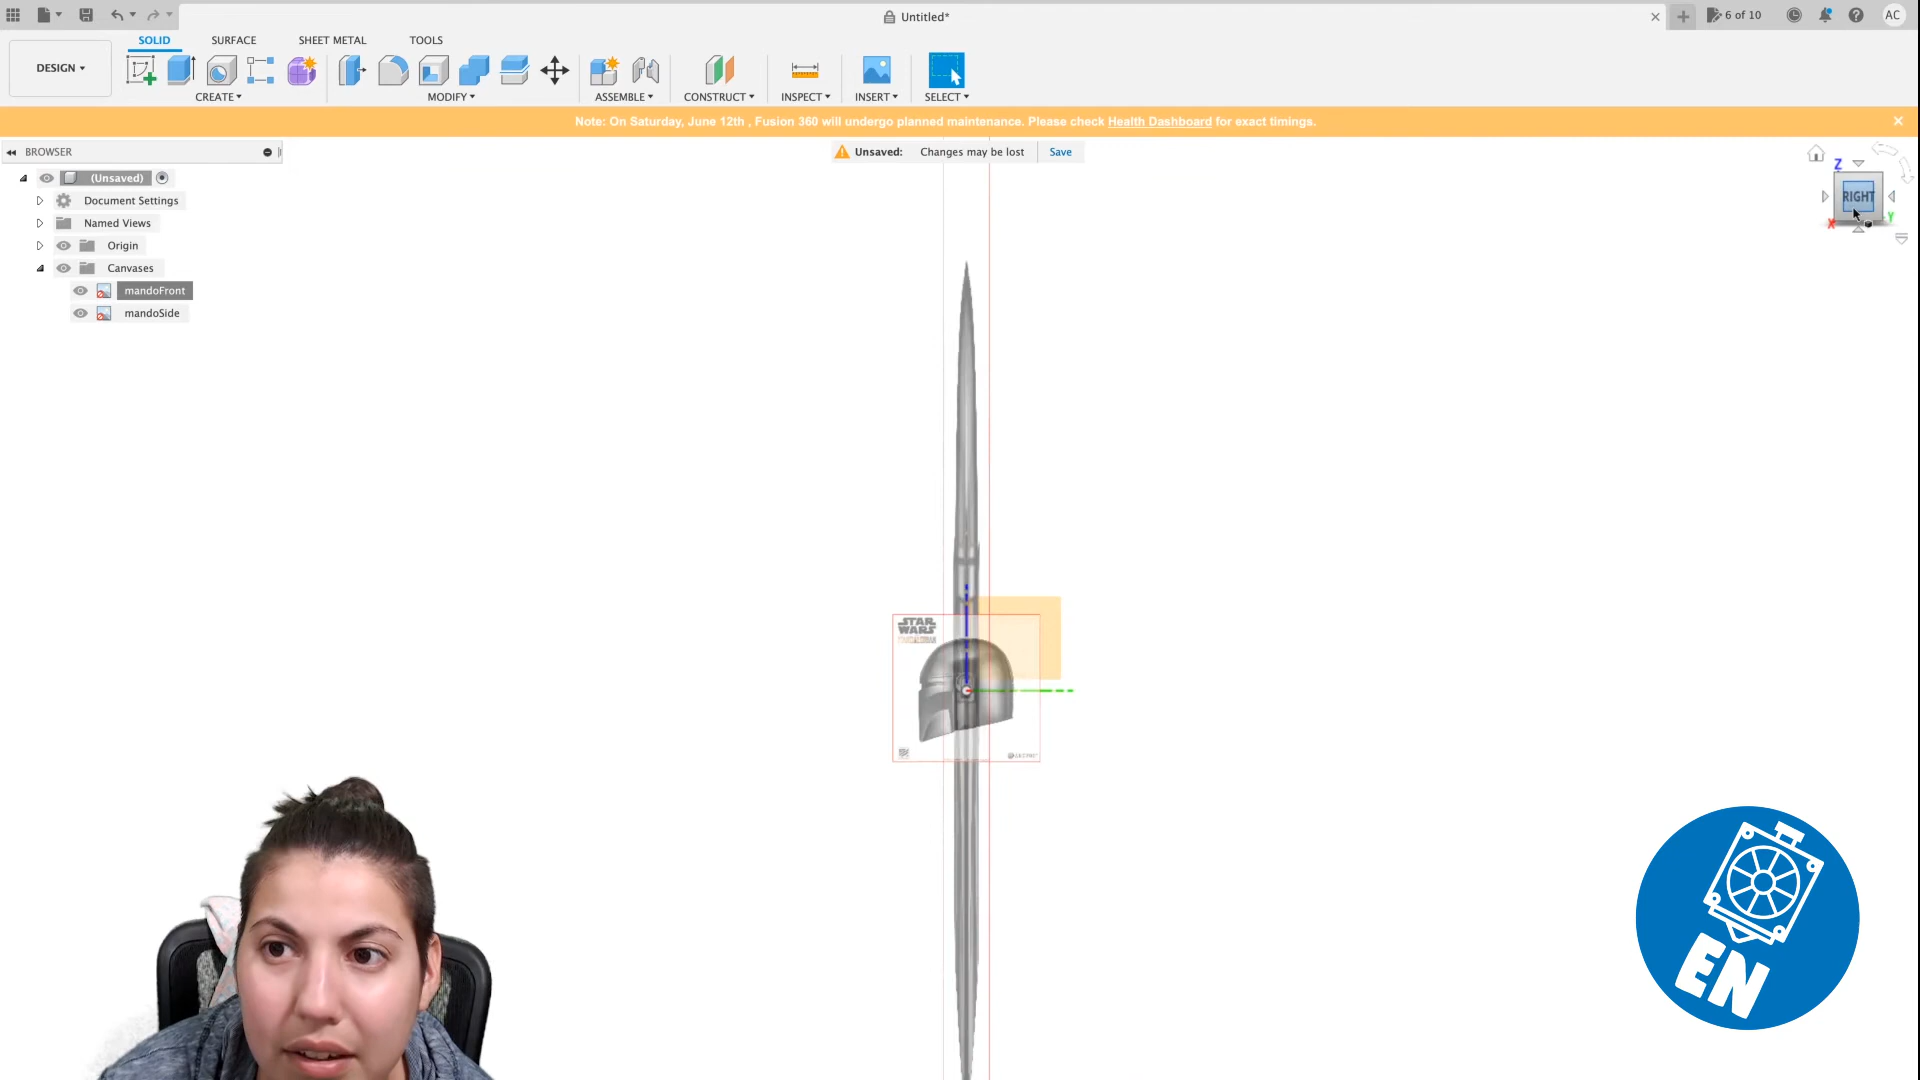 Untitled*
6 of 10
AC
DESIGN
SOLID
SURFACE
SHEET METAL
TOOLS
CREATE
MODIFY
ASSEMBLE
CONSTRUCT
INSPECT
INSERT
SELECT
Note: On Saturday, June 12th , Fusion 360 will undergo planned maintenance. Please check Health Dashboard for exact timings.
BROWSER
Unsaved: Changes may be lost
Save
(Unsaved)
Document Settings
Named Views
Origin
Canvases
mandoFront
mandoSide
Z
RIGHT
X
Y
STAR
WARS
EN